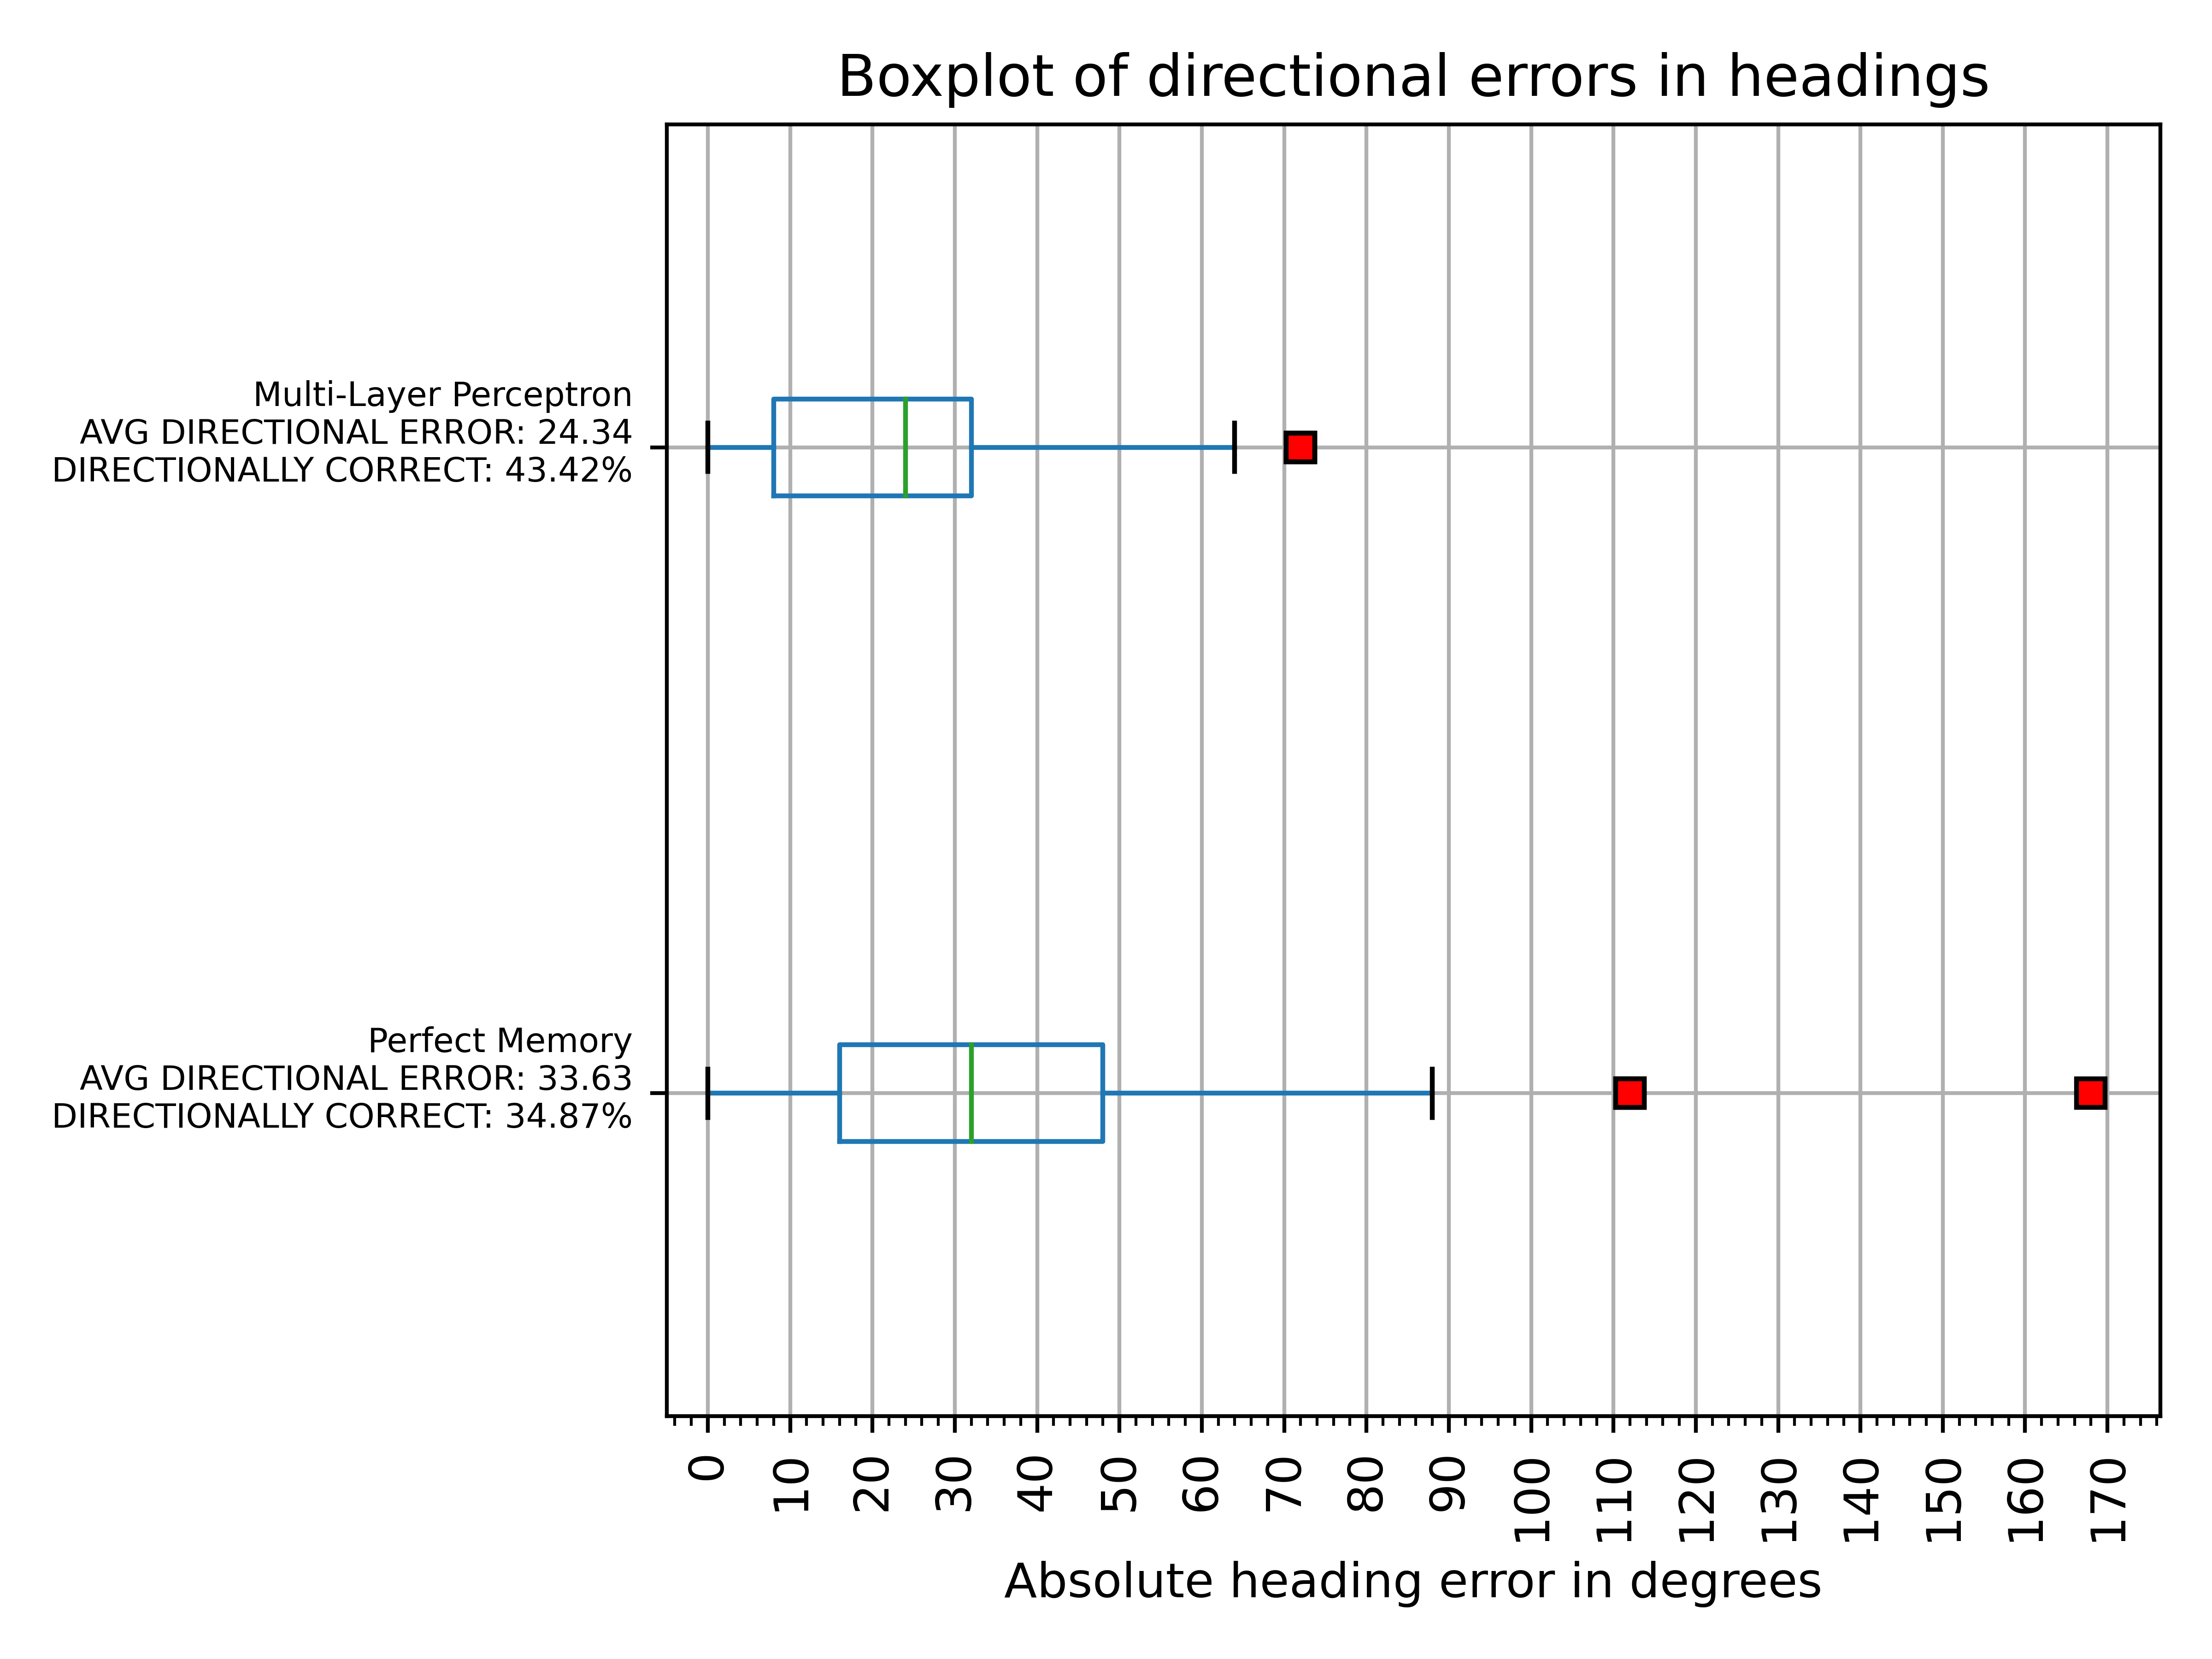 Boxplot of directional errors in headings
Multi-Layer Perceptron
AVG DIRECTIONAL ERROR: 24.34
DIRECTIONALLY CORRECT: 43.42%
Perfect Memory
AVG DIRECTIONAL ERROR: 33.63
DIRECTIONALLY CORRECT: 34.87%
0
10
20
30
40
50
60
70
80
90
100
110
120
130
140
150
160
170
Absolute heading error in degrees